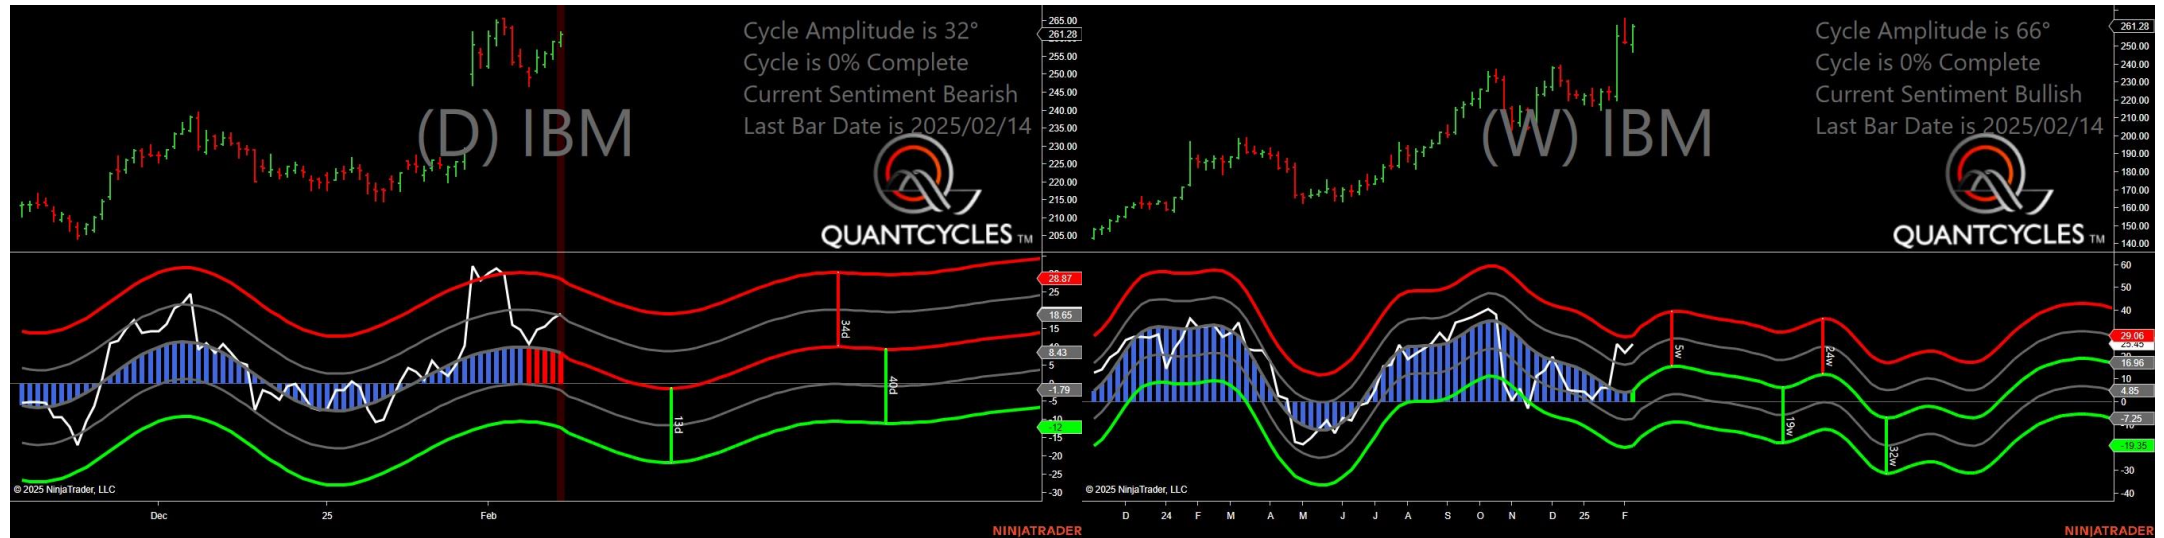 Cycle Amplitude is 32°
Cycle is 0% Complete
Current Sentiment Bearish
Last Bar Date is 2025/02/14
(D) IBM
QUANTCYCLES TM
265.00
261.28
255.00
250.00
245.00
240.00
235.00
230.00
225.00
220.00
215.00
210.00
205.00
28.87
25
18.65
15
8.43
5
-1.79
-5
-12
-15
-20
-25
-30
34d
40d
13d
© 2025 NinjaTrader, LLC
Dec
25
Feb
NINJATRADER
Cycle Amplitude is 66°
Cycle is 0% Complete
Current Sentiment Bullish
Last Bar Date is 2025/02/14
(W) IBM
QUANTCYCLES TM
261.28
250.00
240.00
230.00
220.00
210.00
200.00
190.00
180.00
170.00
160.00
150.00
140.00
60
50
40
29.06
25.45
16.96
10
4.85
0
-7.25
-19.35
-30
-40
5w
24w
19w
32w
© 2025 NinjaTrader, LLC
D
24
F
M
A
M
J
J
A
S
O
N
D
25
F
NINJATRADER